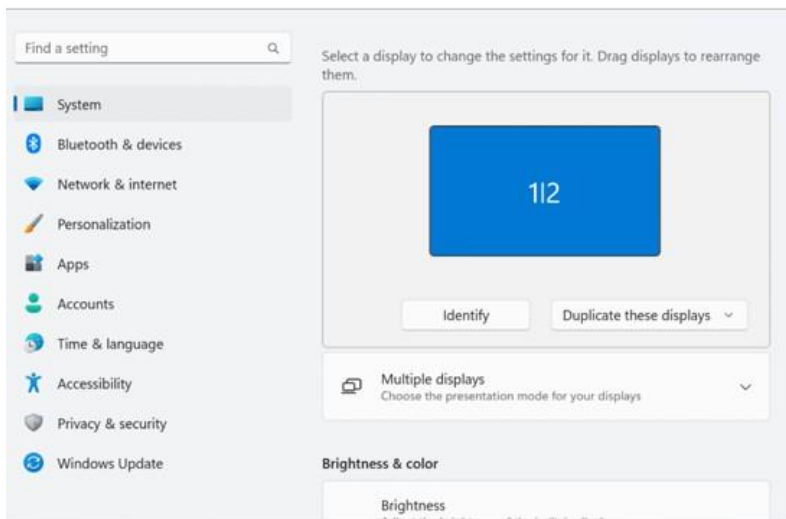 Find a setting
System
Bluetooth & devices
Network & internet
Personalization
Apps
Accounts
Time & language
Accessibility
Privacy & security
Windows Update
Select a display to change the settings for it. Drag displays to rearrange
them.
1|2
Identify
Duplicate these displays
Multiple displays
Choose the presentation mode for your displays
Brightness & color
Brightness